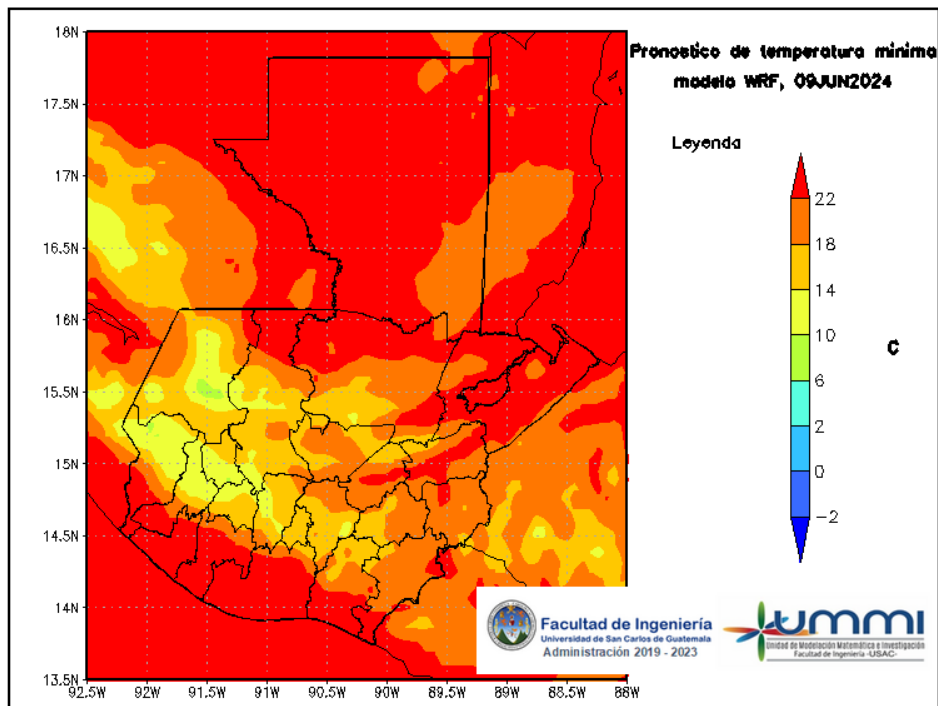 Pronostico de temperatura minima
modelo WRF, 09JUN2024
Leyenda
22
18
14
10
6
2
0
−2
C
18N
17.5N
17N
16.5N
16N
15.5N
15N
14.5N
14N
13.5N
92.5W
92W
91.5W
91W
90.5W
90W
89.5W
89W
88.5W
88W
Facultad de Ingeniería
Universidad de San Carlos de Guatemala
Administración 2019 - 2023
ummi
Unidad de Modelación Matemática e Investigación
Facultad de Ingeniería -USAC-